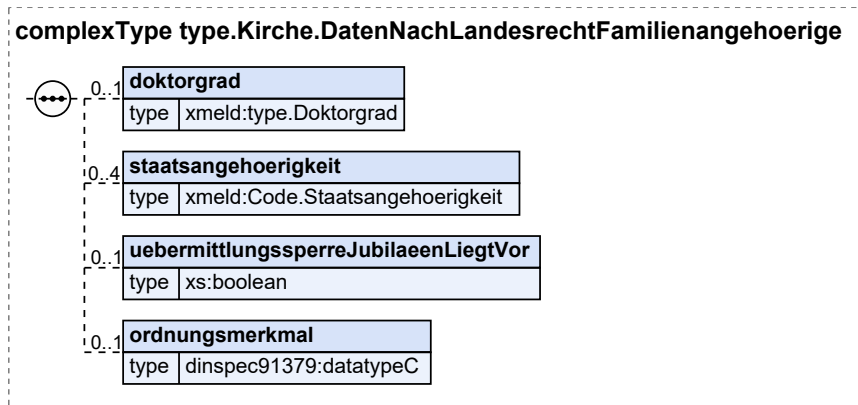 complexType type.Kirche.DatenNachLandesrechtFamilienangehoerige
0..1 doktorgrad
type xmeld:type.Doktorgrad
0..4 staatsangehoerigkeit
type xmeld:Code.Staatsangehoerigkeit
0..1 uebermittlungssperreJubilaeenLiegtVor
type xs:boolean
0..1 ordnungsmerkmal
type dinspec91379:datatypeC